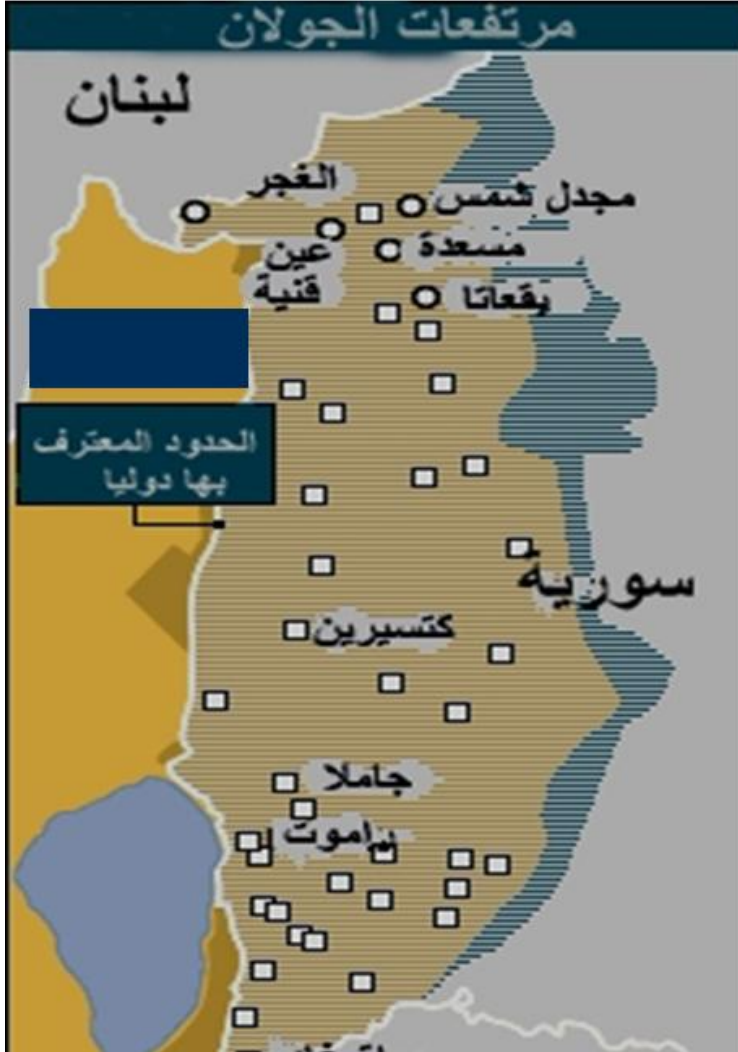 مرتفعات الجولان
لبنان
الغجر
مجدل شمس
عين
قنية
مسعدة
بقعاتا
الحدود المعترف
بها دوليا
سورية
كتسيرين
جاملا
راموت